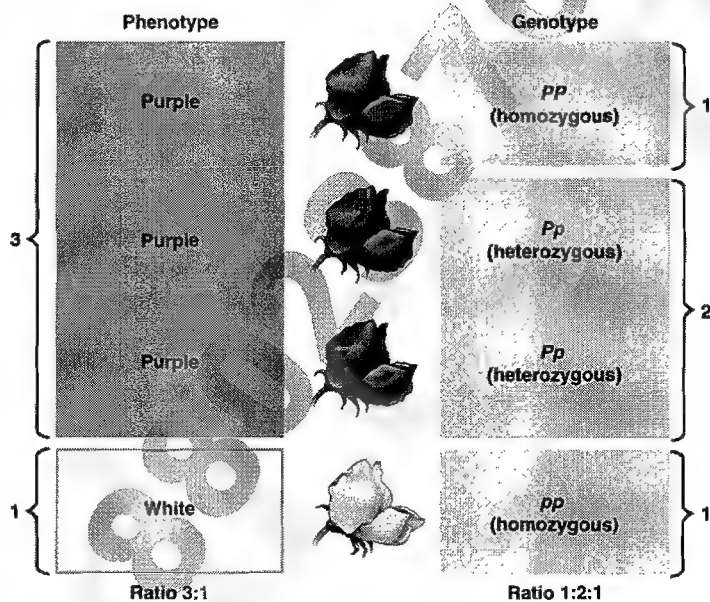 Phenotype
Genotype
Purple
PP
(homozygous)
1
3
Purple
Pp
(heterozygous)
2
Purple
Pp
(heterozygous)
1
White
pp
(homozygous)
1
Ratio 3:1
Ratio 1:2:1